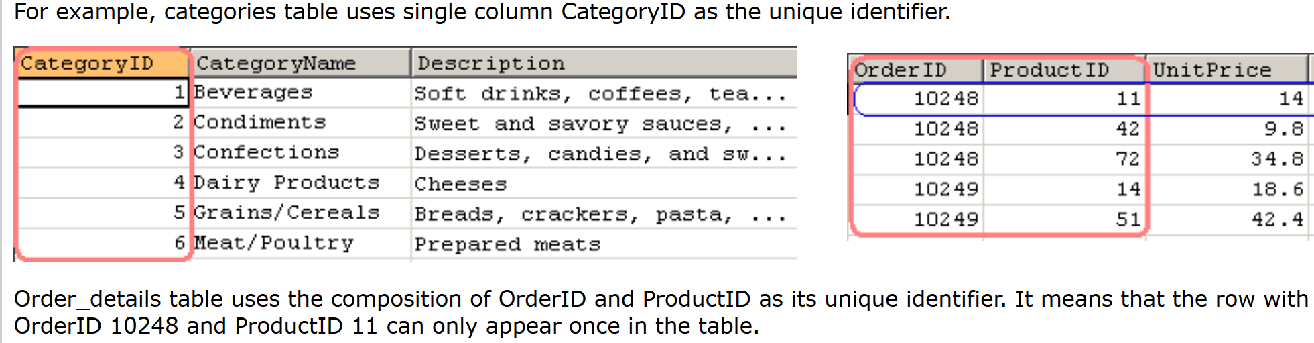 For example, categories table uses single column CategoryID as the unique identifier.
CategoryID CategoryName Description
1 Beverages Soft drinks, coffees, tea...
2 Condiments Sweet and savory sauces, ...
3 Confections Desserts, candies, and sw...
4 Dairy Products Cheeses
5 Grains/Cereals Breads, crackers, pasta, ...
6 Meat/Poultry Prepared meats
OrderID ProductID UnitPrice
10248 11 14
10248 42 9.8
10248 72 34.8
10249 14 18.6
10249 51 42.4
Order_details table uses the composition of OrderID and ProductID as its unique identifier. It means that the row with
OrderID 10248 and ProductID 11 can only appear once in the table.